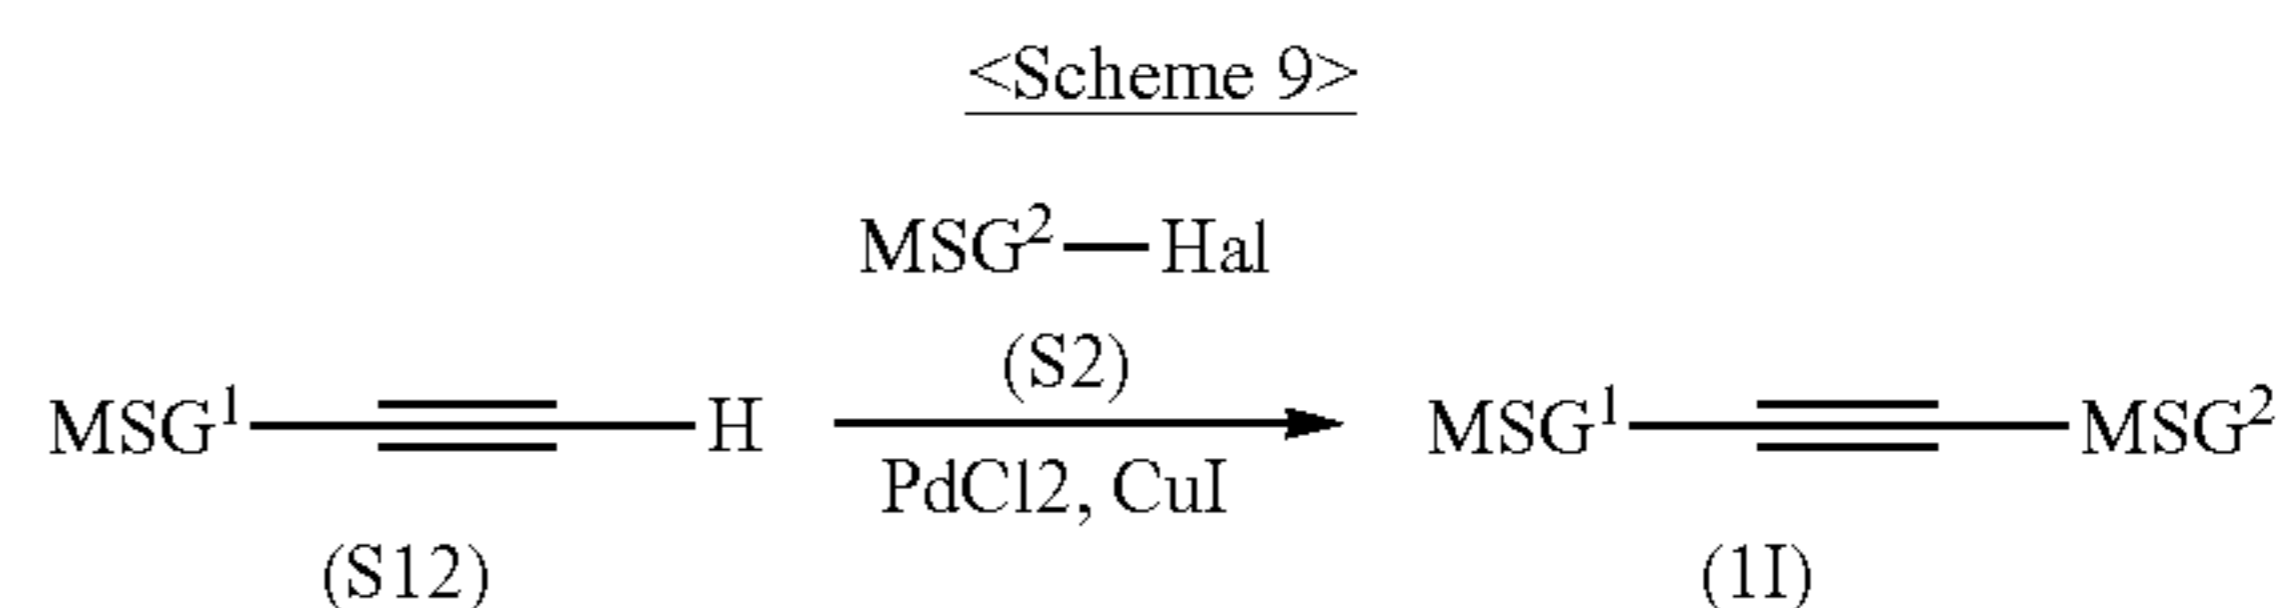 <Scheme 9>
MSG²—Hal
(S2)
MSG¹—≡—H
PdCl2, CuI
MSG¹—≡—MSG²
(S12)
(1I)